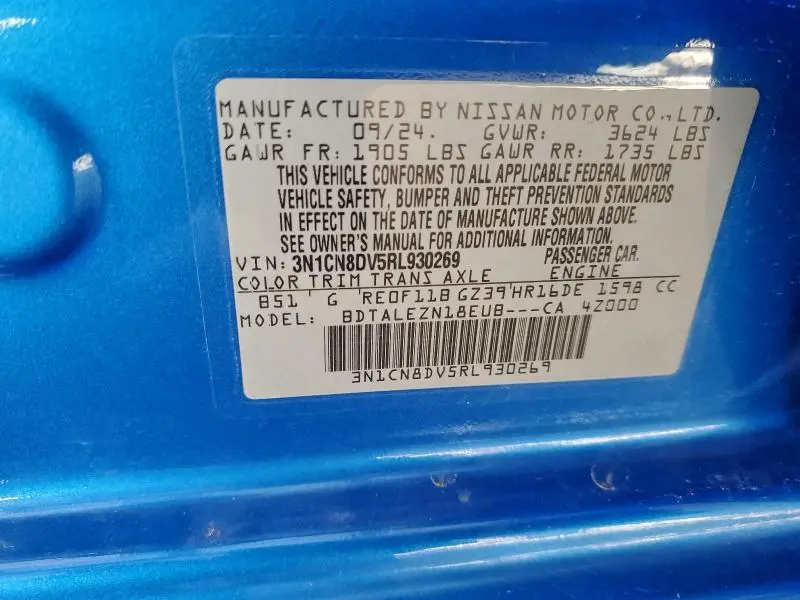 MANUFACTURED BY NISSAN MOTOR CO.,LTD.
DATE: 09/24. GVWR: 3624 LBS
GAWR FR: 1905 LBS GAWR RR: 1735 LBS
THIS VEHICLE CONFORMS TO ALL APPLICABLE FEDERAL MOTOR
VEHICLE SAFETY, BUMPER AND THEFT PREVENTION STANDARDS
IN EFFECT ON THE DATE OF MANUFACTURE SHOWN ABOVE.
SEE OWNER'S MANUAL FOR ADDITIONAL INFORMATION.
VIN: 3N1CN8DV5RL930269 PASSENGER CAR.
COLOR TRIM TRANS AXLE ENGINE
B51 G RE0F11B GZ39 HR16DE 1598 CC
MODEL: BDTALEZN18EUB---CA 4Z000
3N1CN8DV5RL930269